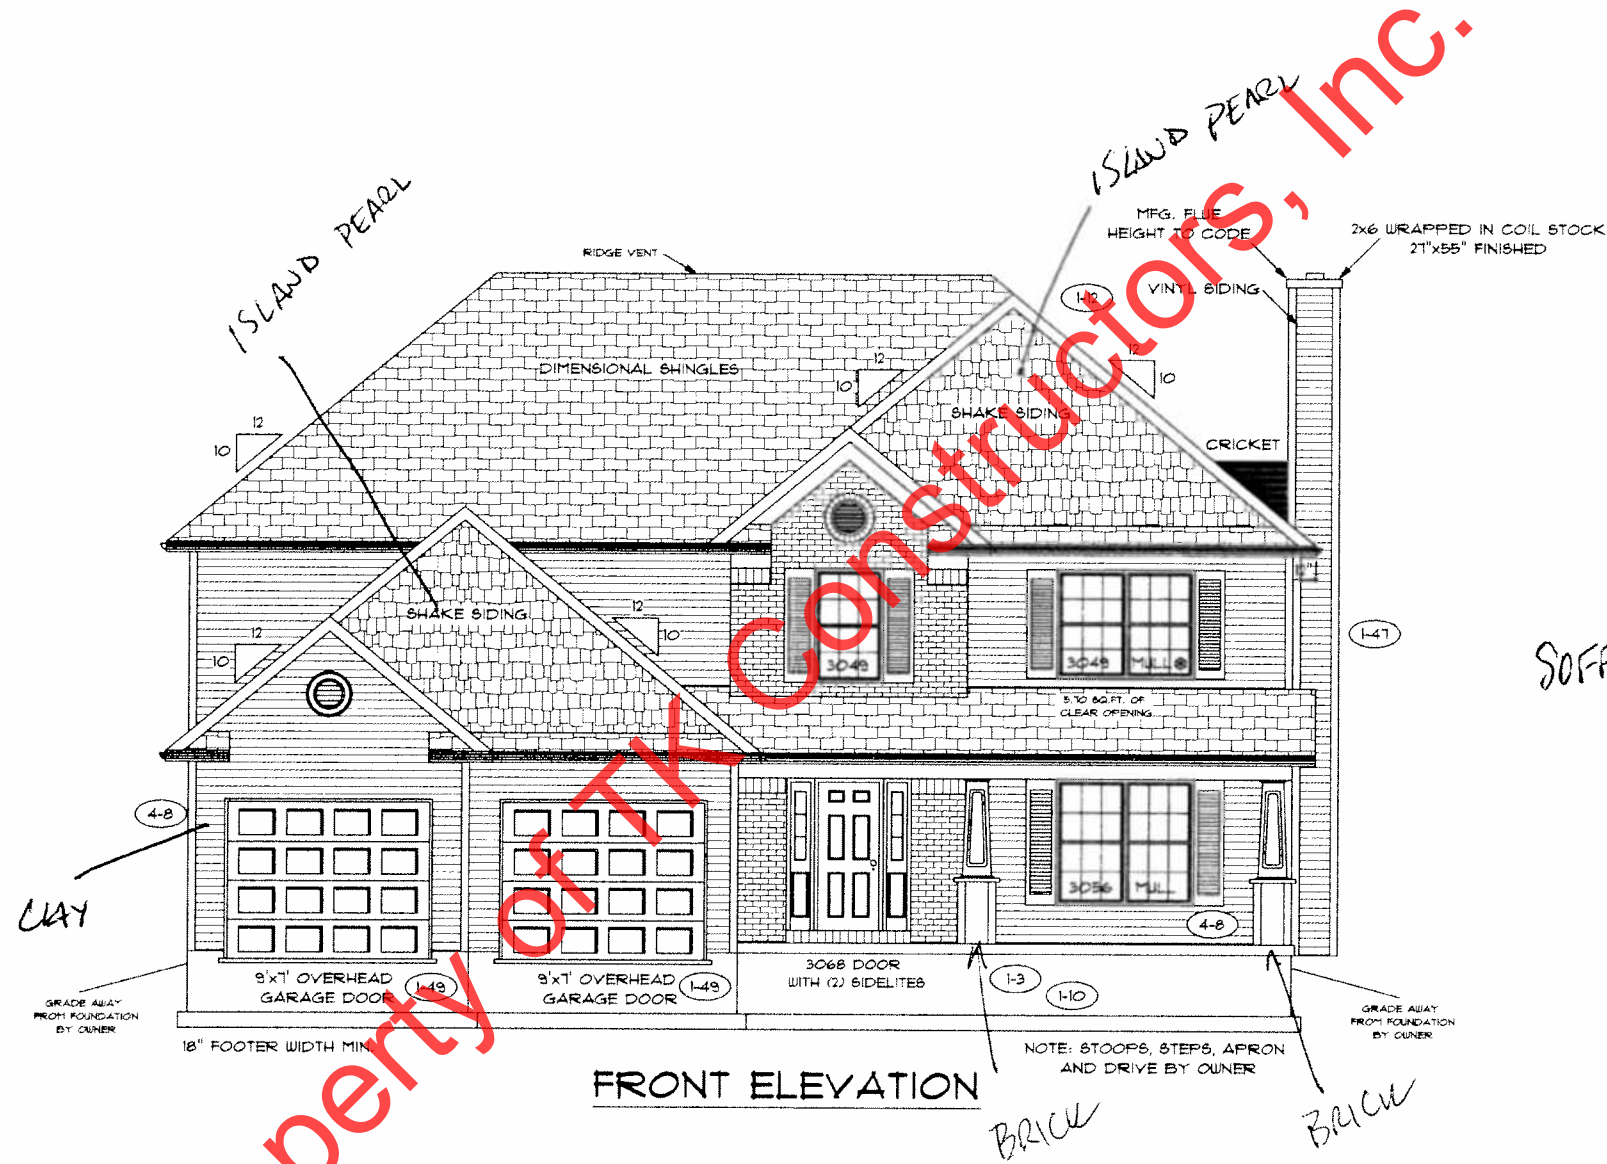 ISLAND PEARL
ISLAND PEARL
MFG. FLUE
HEIGHT TO CODE
2x6 WRAPPED IN COIL STOCK
27"x55" FINISHED
RIDGE VENT
1-12
VINYL SIDING
DIMENSIONAL SHINGLES
12
10
12
10
SHAKE SIDING
12
10
CRICKET
SHAKE SIDING
12
10
12
10
3049
3049 MULL
1-47
5.70 SQ.FT. OF
CLEAR OPENING
4-8
CLAY
3056 MUL
4-8
9'x7' OVERHEAD
GARAGE DOOR
1-49
9'x7' OVERHEAD
GARAGE DOOR
1-49
3068 DOOR
WITH (2) SIDELITES
1-3
1-10
GRADE AWAY
FROM FOUNDATION
BY OWNER
GRADE AWAY
FROM FOUNDATION
BY OWNER
18" FOOTER WIDTH MIN.
NOTE: STOOPS, STEPS, APRON
AND DRIVE BY OWNER
FRONT ELEVATION
BRICK
BRICK
perty of TK Constructors, Inc.